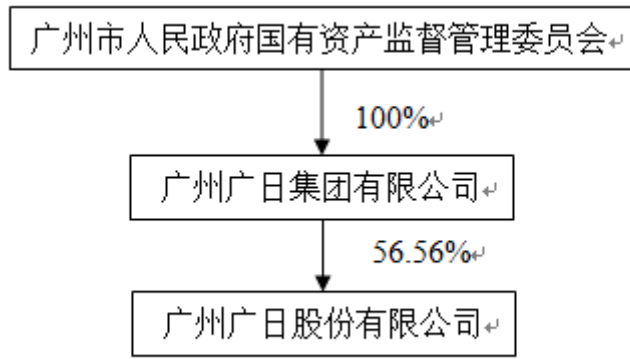 广州市人民政府国有资产监督管理委员会
100%
广州广日集团有限公司
56.56%
广州广日股份有限公司